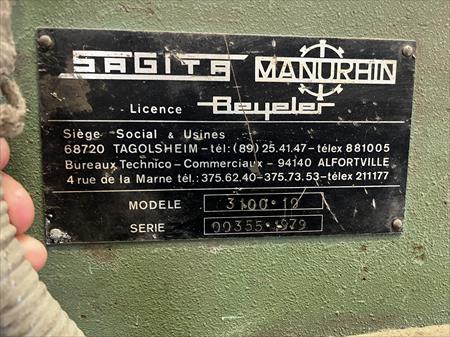 SAGITA MANURHIN
Licence Beyeler
Siège Social & Usines
68720 TAGOLSHEIM - tél: (89) 25.41.47 - télex 881005
Bureaux Technico - Commerciaux - 94140 ALFORTVILLE
4 rue de la Marne tél.: 375.62.40 - 375.73.53 - télex 211177
MODELE 3100·10
SERIE 00355·1979